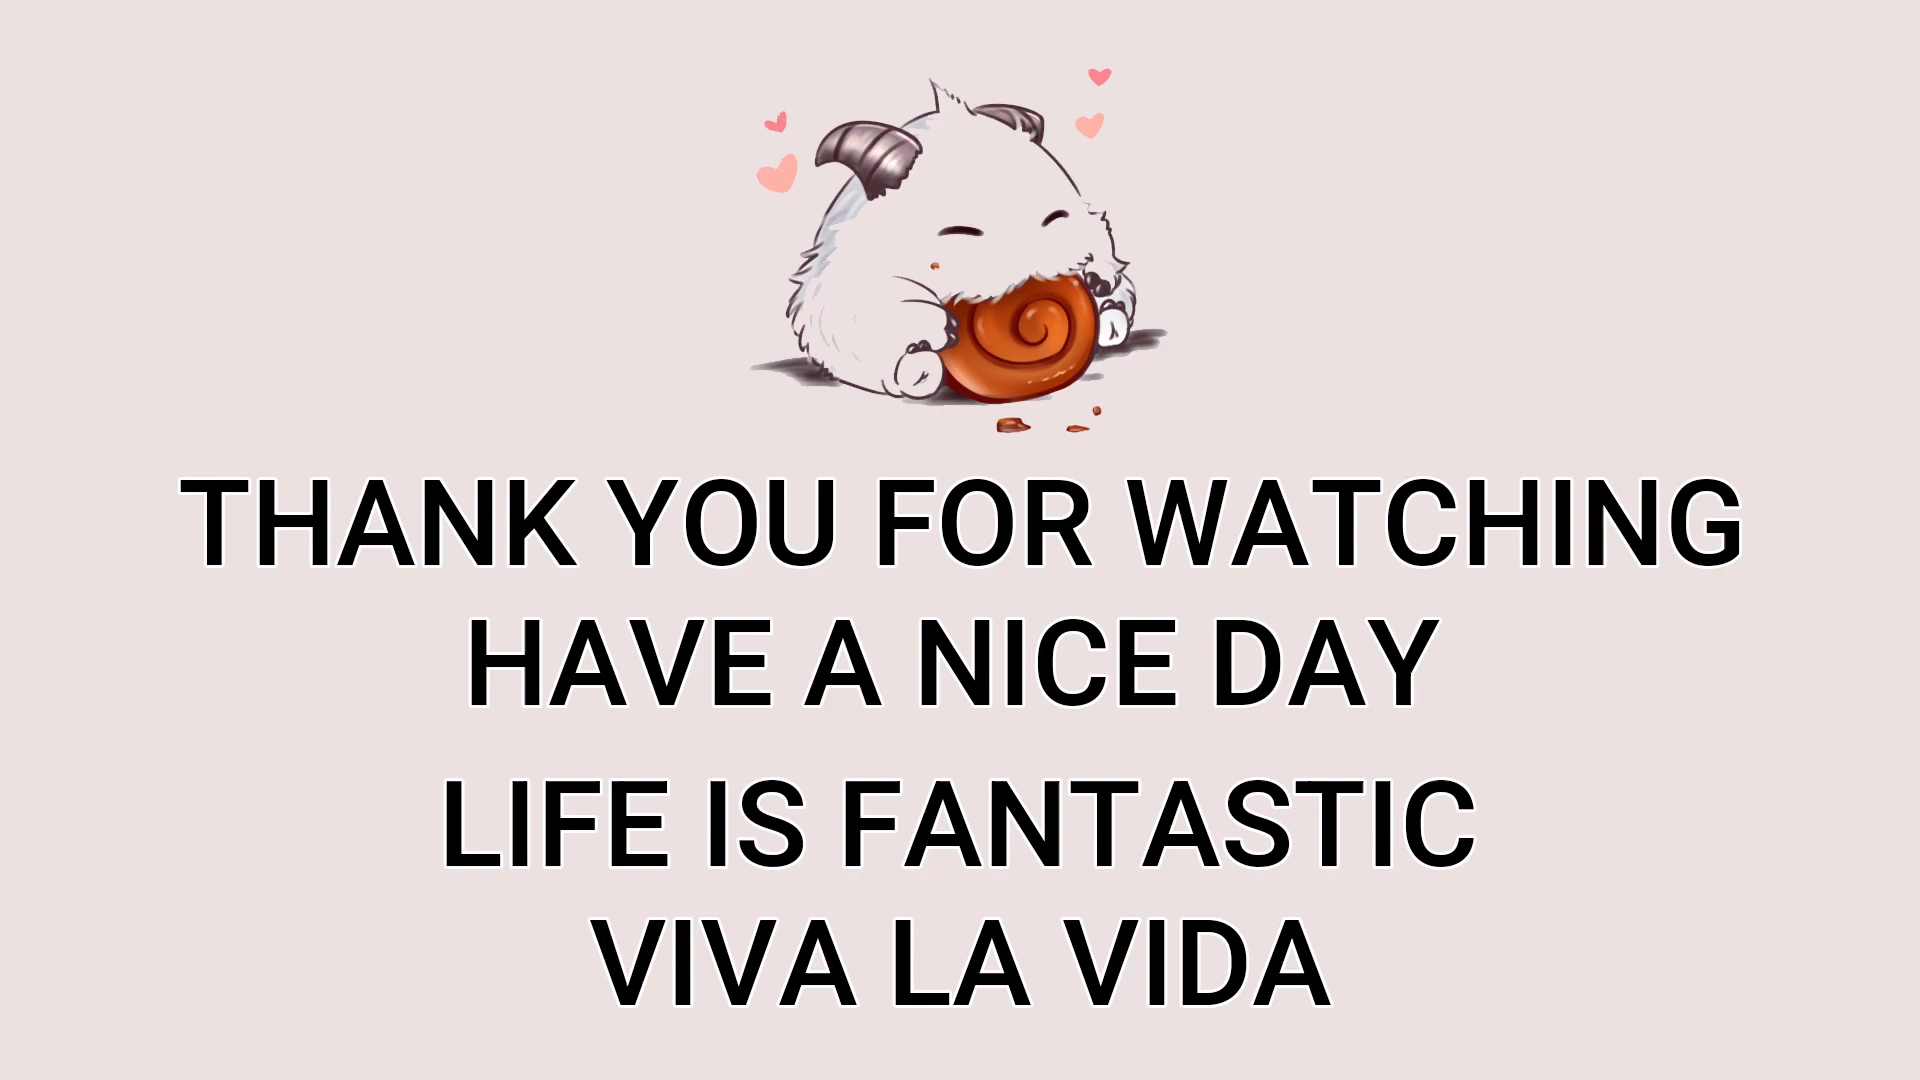 THANK YOU FOR WATCHING
HAVE A NICE DAY
LIFE IS FANTASTIC
VIVA LA VIDA